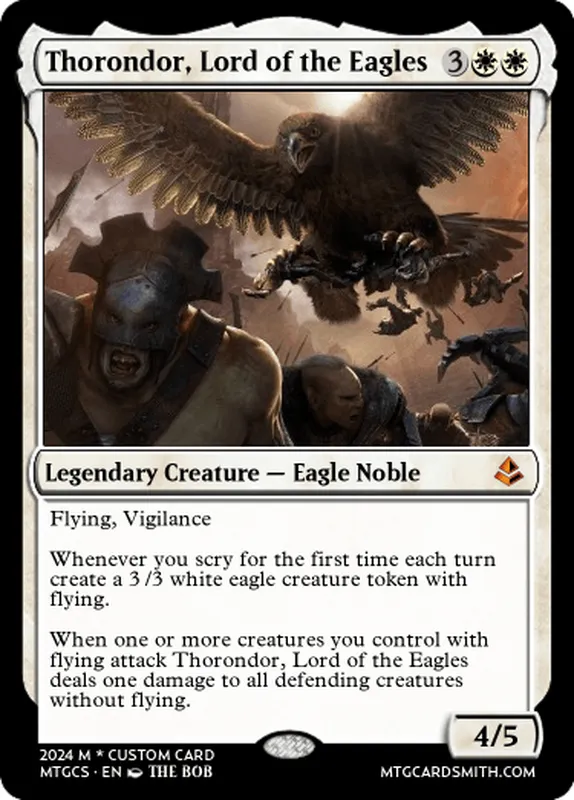 Thorondor, Lord of the Eagles 3
Legendary Creature — Eagle Noble
Flying, Vigilance
Whenever you scry for the first time each turn
create a 3/3 white eagle creature token with
flying.
When one or more creatures you control with
flying attack Thorondor, Lord of the Eagles
deals one damage to all defending creatures
without flying.
4/5
2024 M * CUSTOM CARD
MTGCS · EN THE BOB
MTGCARDSMITH.COM